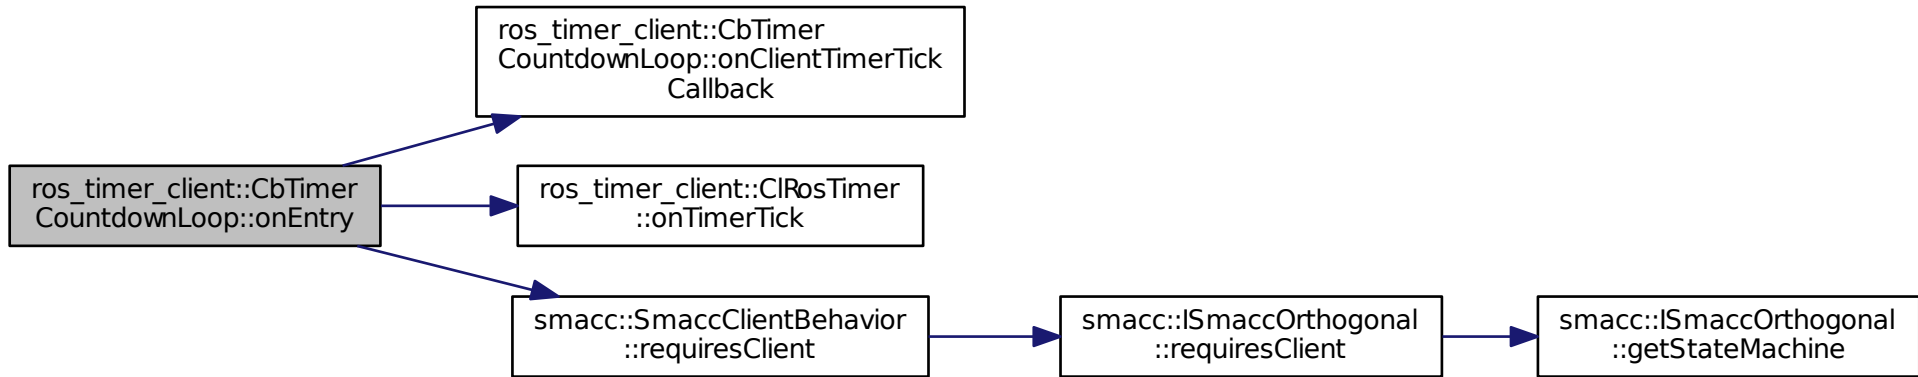 ros_timer_client::CbTimer
CountdownLoop::onEntry
ros_timer_client::CbTimer
CountdownLoop::onClientTimerTick
Callback
ros_timer_client::ClRosTimer
::onTimerTick
smacc::SmaccClientBehavior
::requiresClient
smacc::ISmaccOrthogonal
::requiresClient
smacc::ISmaccOrthogonal
::getStateMachine